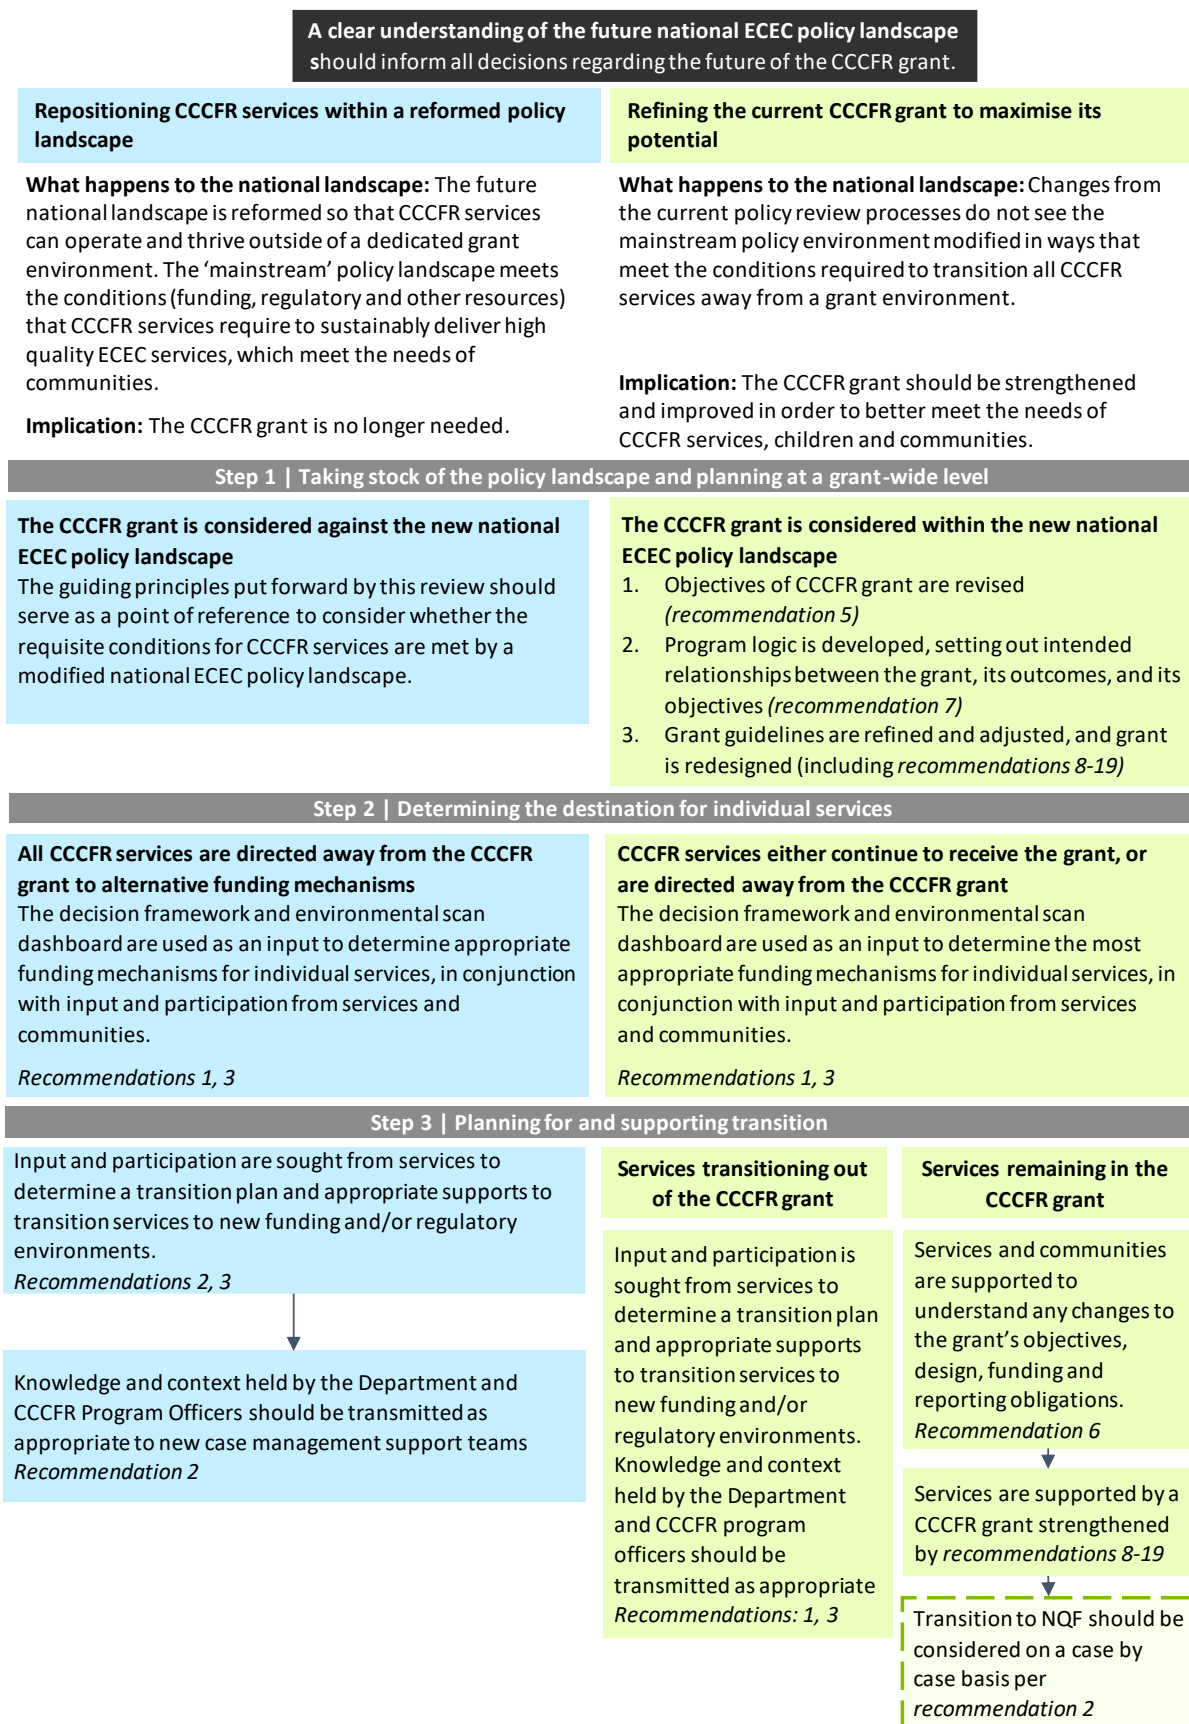 A clear understanding of the future national ECEC policy landscape
should inform all decisions regarding the future of the CCCFR grant.
Repositioning CCCFR services within a reformed policy
landscape
What happens to the national landscape: The future
national landscape is reformed so that CCCFR services
can operate and thrive outside of a dedicated grant
environment. The ‘mainstream’ policy landscape meets
the conditions (funding, regulatory and other resources)
that CCCFR services require to sustainably deliver high
quality ECEC services, which meet the needs of
communities.
Implication: The CCCFR grant is no longer needed.
Refining the current CCCFR grant to maximise its
potential
What happens to the national landscape: Changes from
the current policy review processes do not see the
mainstream policy environment modified in ways that
meet the conditions required to transition all CCCFR
services away from a grant environment.
Implication: The CCCFR grant should be strengthened
and improved in order to better meet the needs of
CCCFR services, children and communities.
Step 1 | Taking stock of the policy landscape and planning at a grant-wide level
The CCCFR grant is considered against the new national
ECEC policy landscape
The guiding principles put forward by this review should
serve as a point of reference to consider whether the
requisite conditions for CCCFR services are met by a
modified national ECEC policy landscape.
The CCCFR grant is considered within the new national
ECEC policy landscape
1. Objectives of CCCFR grant are revised
(recommendation 5)
2. Program logic is developed, setting out intended
relationships between the grant, its outcomes, and its
objectives (recommendation 7)
3. Grant guidelines are refined and adjusted, and grant
is redesigned (including recommendations 8-19)
Step 2 | Determining the destination for individual services
All CCCFR services are directed away from the CCCFR
grant to alternative funding mechanisms
The decision framework and environmental scan
dashboard are used as an input to determine appropriate
funding mechanisms for individual services, in conjunction
with input and participation from services and
communities.
Recommendations 1, 3
CCCFR services either continue to receive the grant, or
are directed away from the CCCFR grant
The decision framework and environmental scan
dashboard are used as an input to determine the most
appropriate funding mechanisms for individual services, in
conjunction with input and participation from services
and communities.
Recommendations 1, 3
Step 3 | Planning for and supporting transition
Input and participation are sought from services to
determine a transition plan and appropriate supports to
transition services to new funding and/or regulatory
environments.
Recommendations 2, 3
Knowledge and context held by the Department and
CCCFR Program Officers should be transmitted as
appropriate to new case management support teams
Recommendation 2
Services transitioning out
of the CCCFR grant
Input and participation is
sought from services to
determine a transition plan
and appropriate supports
to transition services to
new funding and/or
regulatory environments.
Knowledge and context
held by the Department
and CCCFR program
officers should be
transmitted as appropriate
Recommendations: 1, 3
Services remaining in the
CCCFR grant
Services and communities
are supported to
understand any changes to
the grant’s objectives,
design, funding and
reporting obligations.
Recommendation 6
Services are supported by a
CCCFR grant strengthened
by recommendations 8-19
Transition to NQF should be
considered on a case by
case basis per
recommendation 2